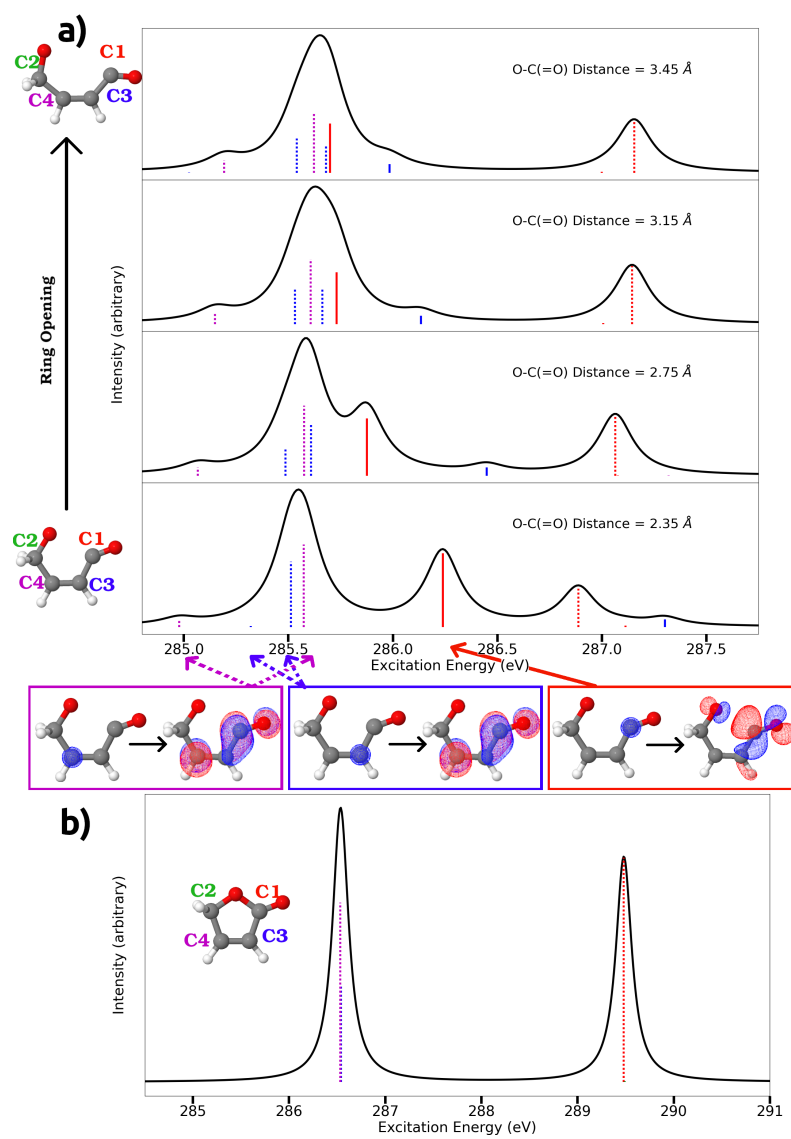 a)
C2
C1
C4
C3
O-C(=O) Distance = 3.45 Å
O-C(=O) Distance = 3.15 Å
O-C(=O) Distance = 2.75 Å
O-C(=O) Distance = 2.35 Å
Ring Opening
Intensity (arbitrary)
C2
C1
C4
C3
285.0 285.5 286.0 286.5 287.0 287.5
Excitation Energy (eV)
b)
C2
C1
C4
C3
Intensity (arbitrary)
285 286 287 288 289 290 291
Excitation Energy (eV)